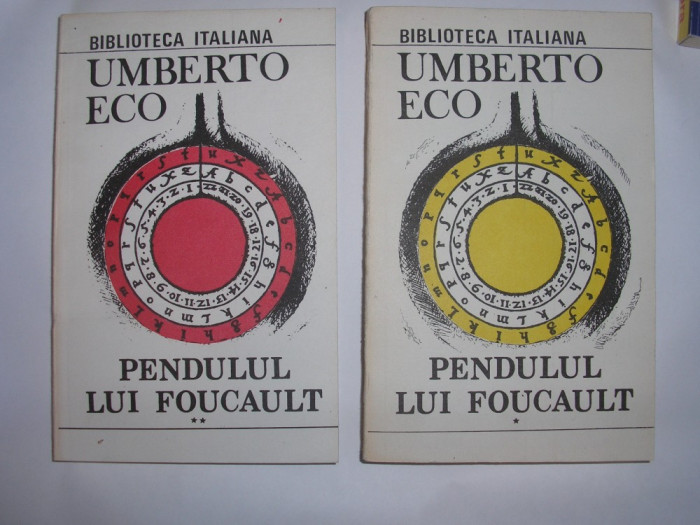 BIBLIOTECA ITALIANA
UMBERTO
ECO
PENDULUL
LUI FOUCAULT
**
BIBLIOTECA ITALIANA
UMBERTO
ECO
PENDULUL
LUI FOUCAULT
*